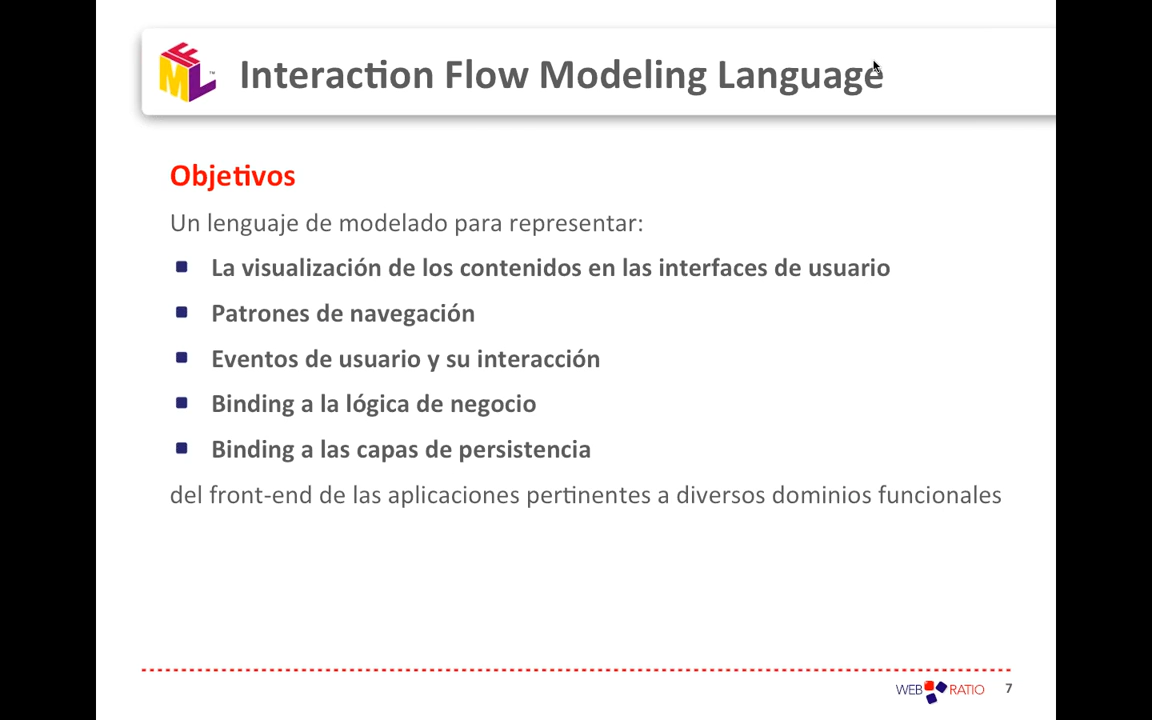 IFML™
Interaction Flow Modeling Language
Objetivos
Un lenguaje de modelado para representar:
La visualización de los contenidos en las interfaces de usuario
Patrones de navegación
Eventos de usuario y su interacción
Binding a la lógica de negocio
Binding a las capas de persistencia
del front-end de las aplicaciones pertinentes a diversos dominios funcionales
WEB RATIO 7